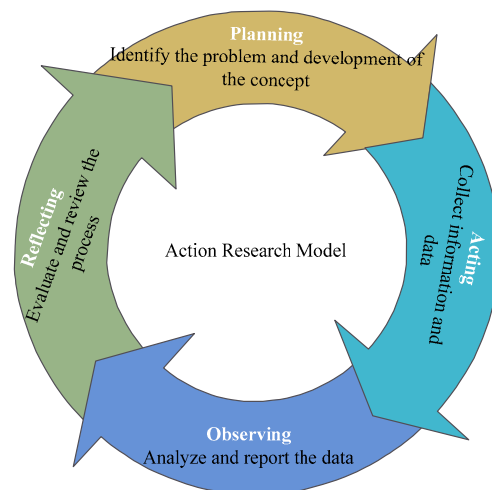 Planning
Identify the problem and development of
the concept
Acting
Collect information and
data
Observing
Analyze and report the data
Reflecting
Evaluate and review the
process
Action Research Model